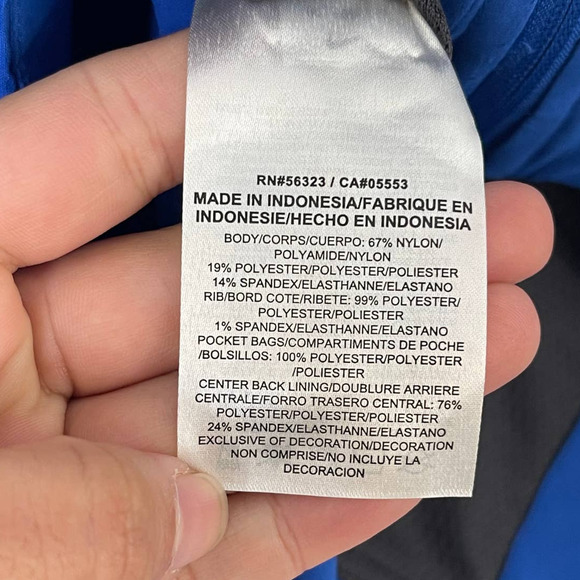 RN#56323 / CA#05553
MADE IN INDONESIA/FABRIQUE EN
INDONESIE/HECHO EN INDONESIA
BODY/CORPS/CUERPO: 67% NYLON/
POLYAMIDE/NYLON
19% POLYESTER/POLYESTER/POLIESTER
14% SPANDEX/ELASTHANNE/ELASTANO
RIB/BORD COTE/RIBETE: 99% POLYESTER/
POLYESTER/POLIESTER
1% SPANDEX/ELASTHANNE/ELASTANO
POCKET BAGS/COMPARTIMENTS DE POCHE
/BOLSILLOS: 100% POLYESTER/POLYESTER
/POLIESTER
CENTER BACK LINING/DOUBLURE ARRIERE
CENTRALE/FORRO TRASERO CENTRAL: 76%
POLYESTER/POLYESTER/POLIESTER
24% SPANDEX/ELASTHANNE/ELASTANO
EXCLUSIVE OF DECORATION/DECORATION
NON COMPRISE/NO INCLUYE LA
DECORACION